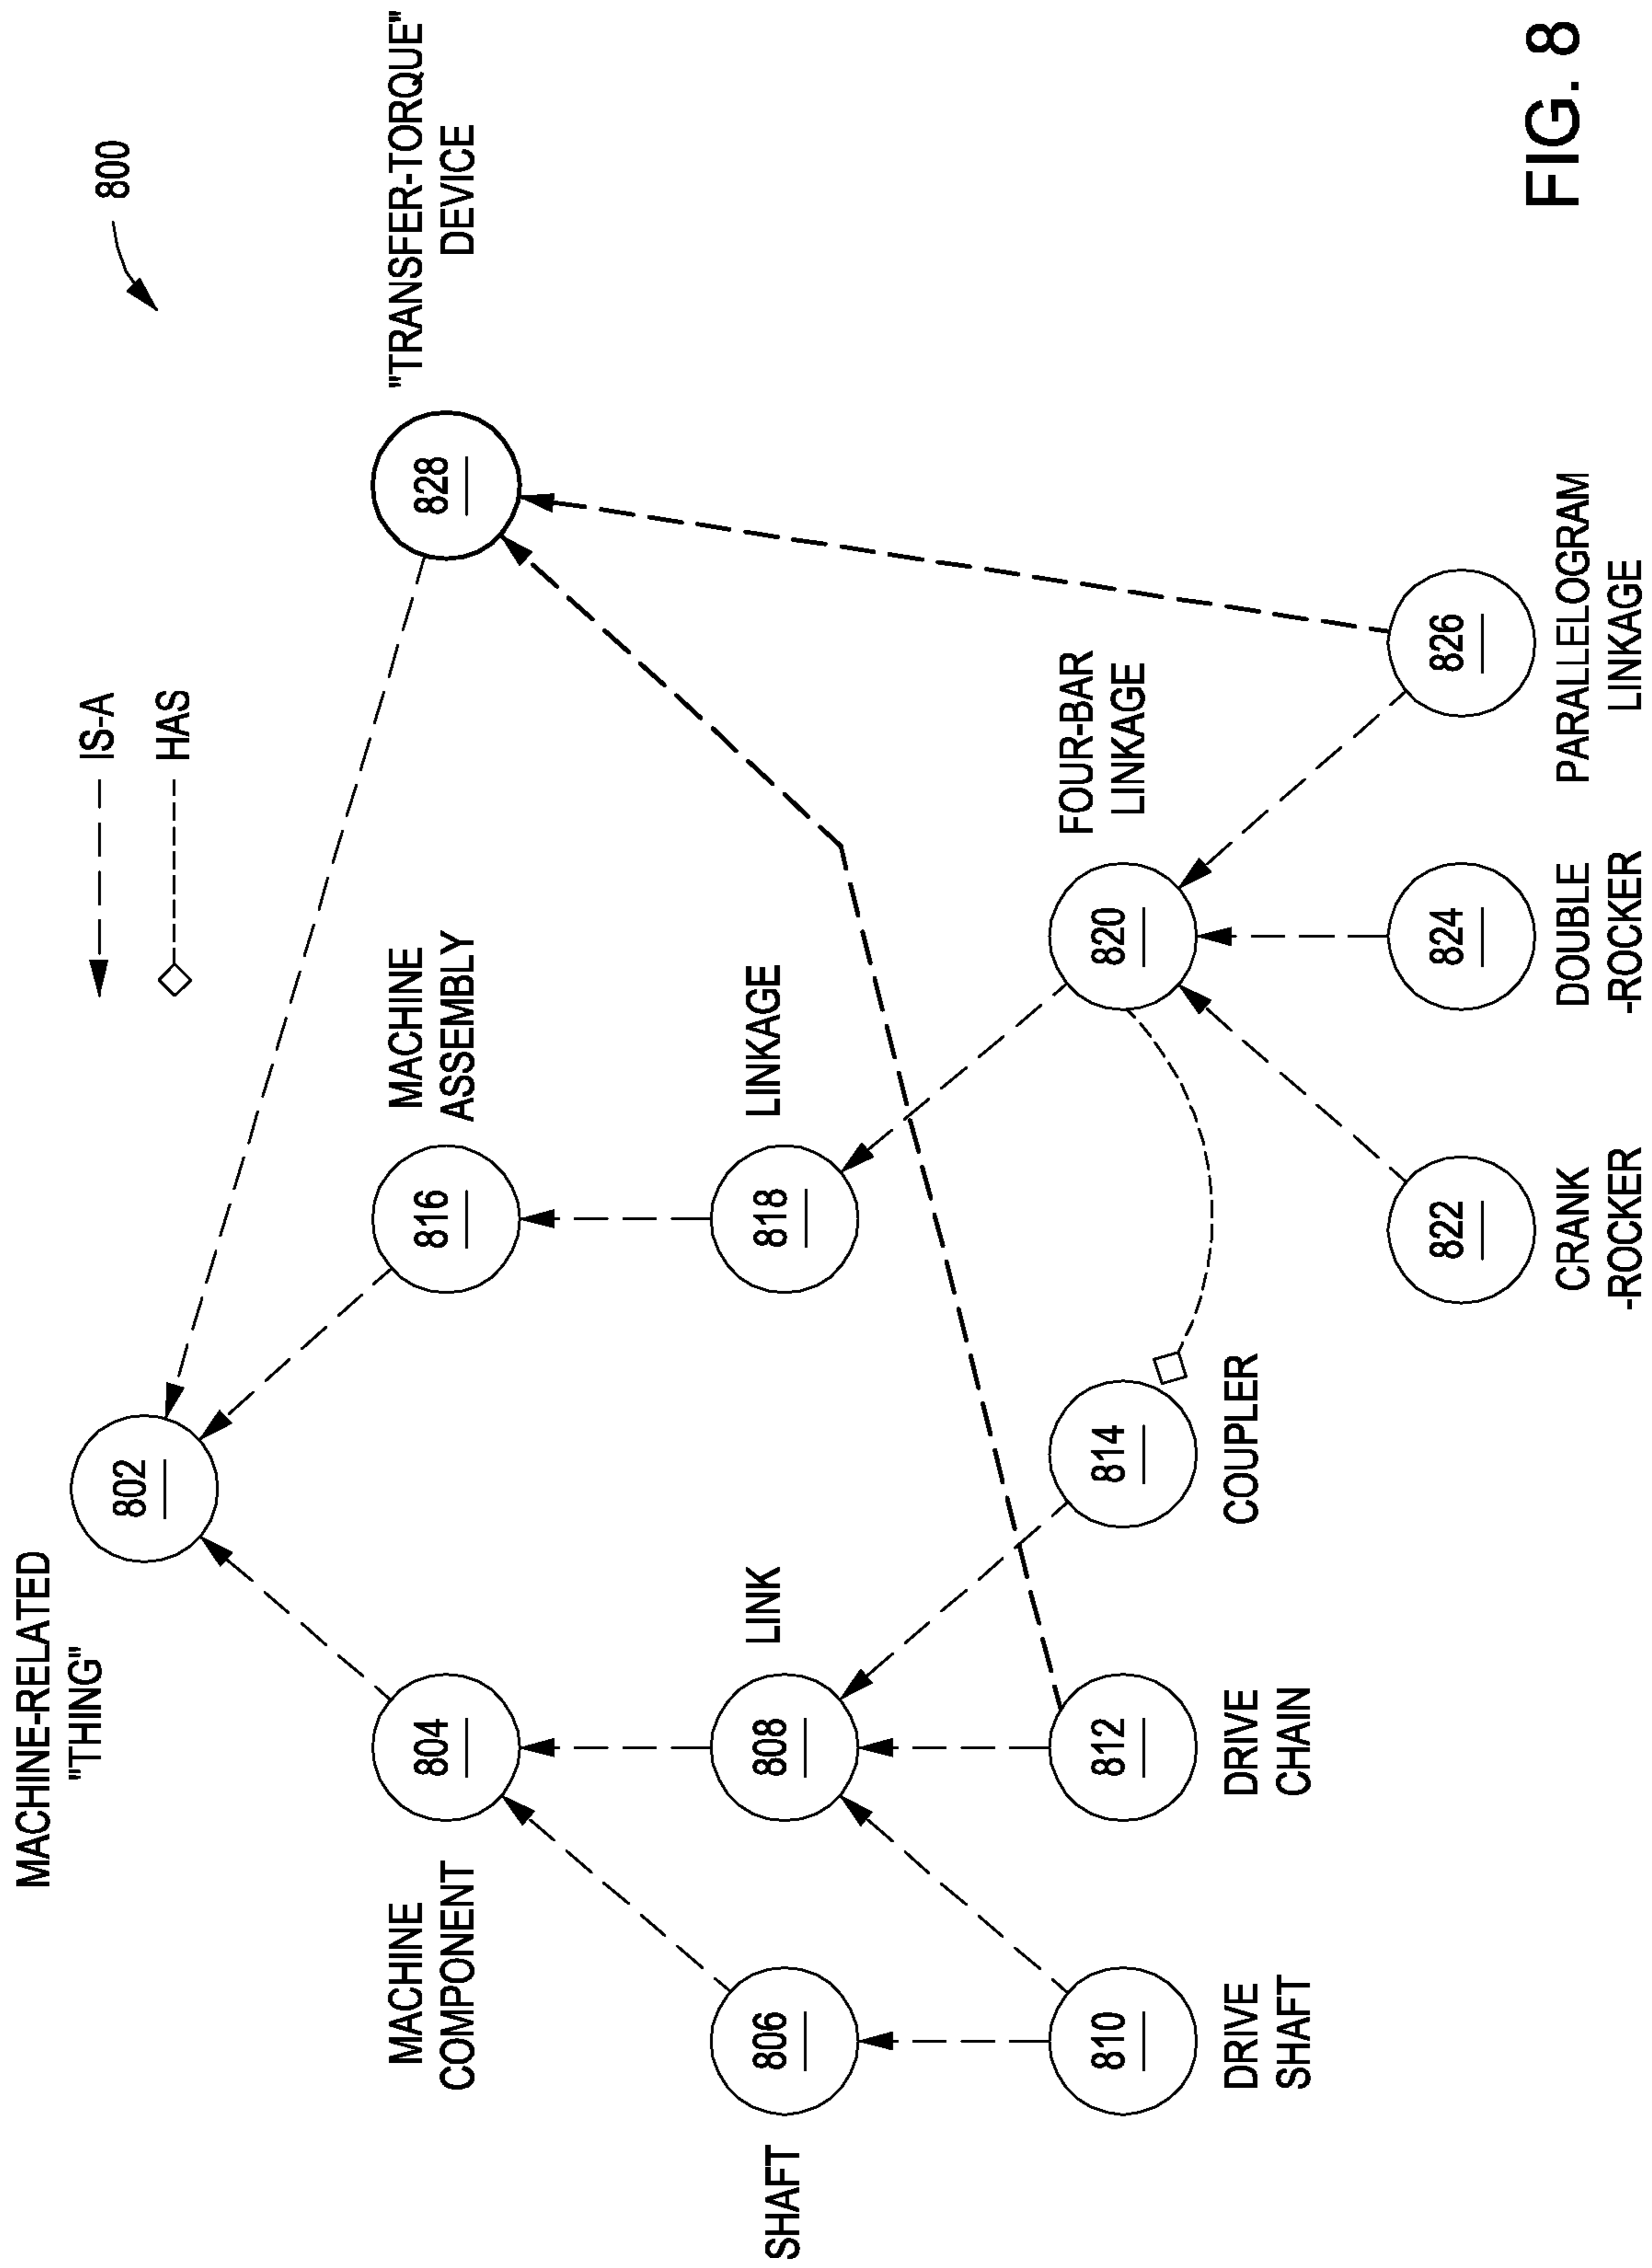 800
IS-A
HAS
MACHINE-RELATED
"THING"
802
MACHINE
COMPONENT
804
816
MACHINE
ASSEMBLY
828
"TRANSFER-TORQUE"
DEVICE
SHAFT
806
808
LINK
818
LINKAGE
810
DRIVE
SHAFT
812
DRIVE
CHAIN
814
COUPLER
820
FOUR-BAR
LINKAGE
822
CRANK
-ROCKER
824
DOUBLE
-ROCKER
826
PARALLELOGRAM
LINKAGE
FIG. 8